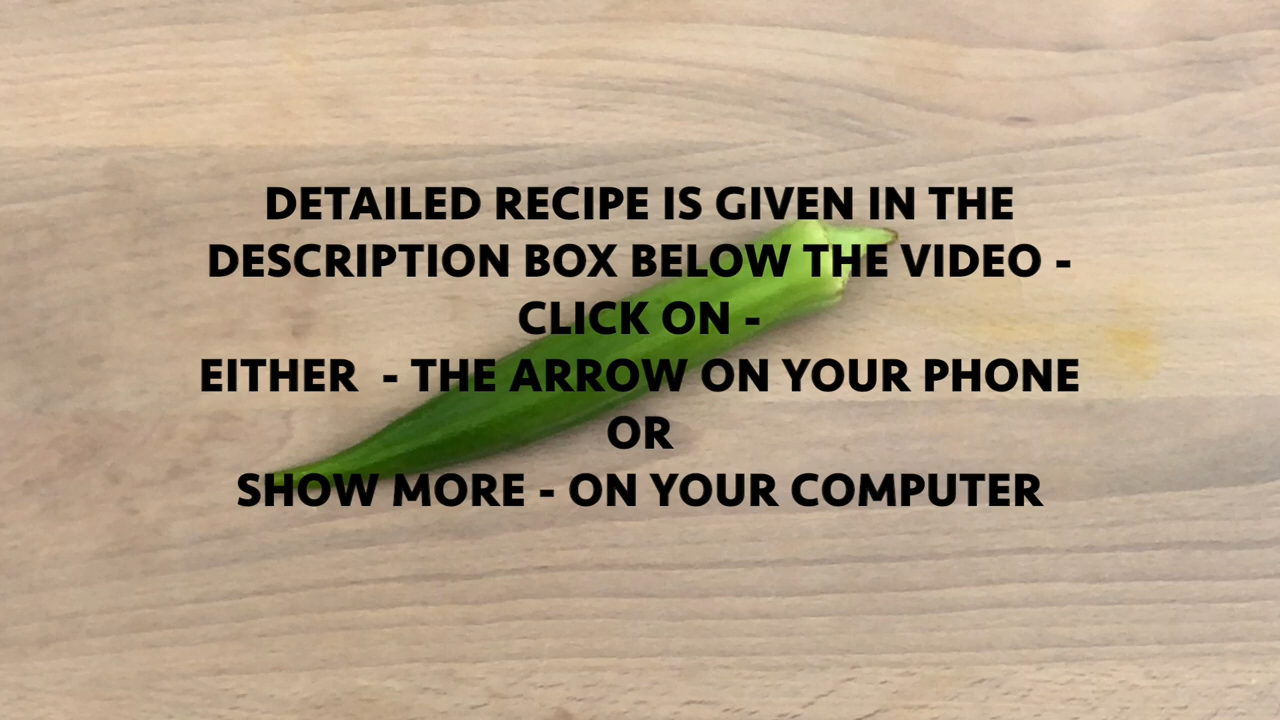 DETAILED RECIPE IS GIVEN IN THE
DESCRIPTION BOX BELOW THE VIDEO -
CLICK ON -
EITHER  - THE ARROW ON YOUR PHONE
OR
SHOW MORE - ON YOUR COMPUTER